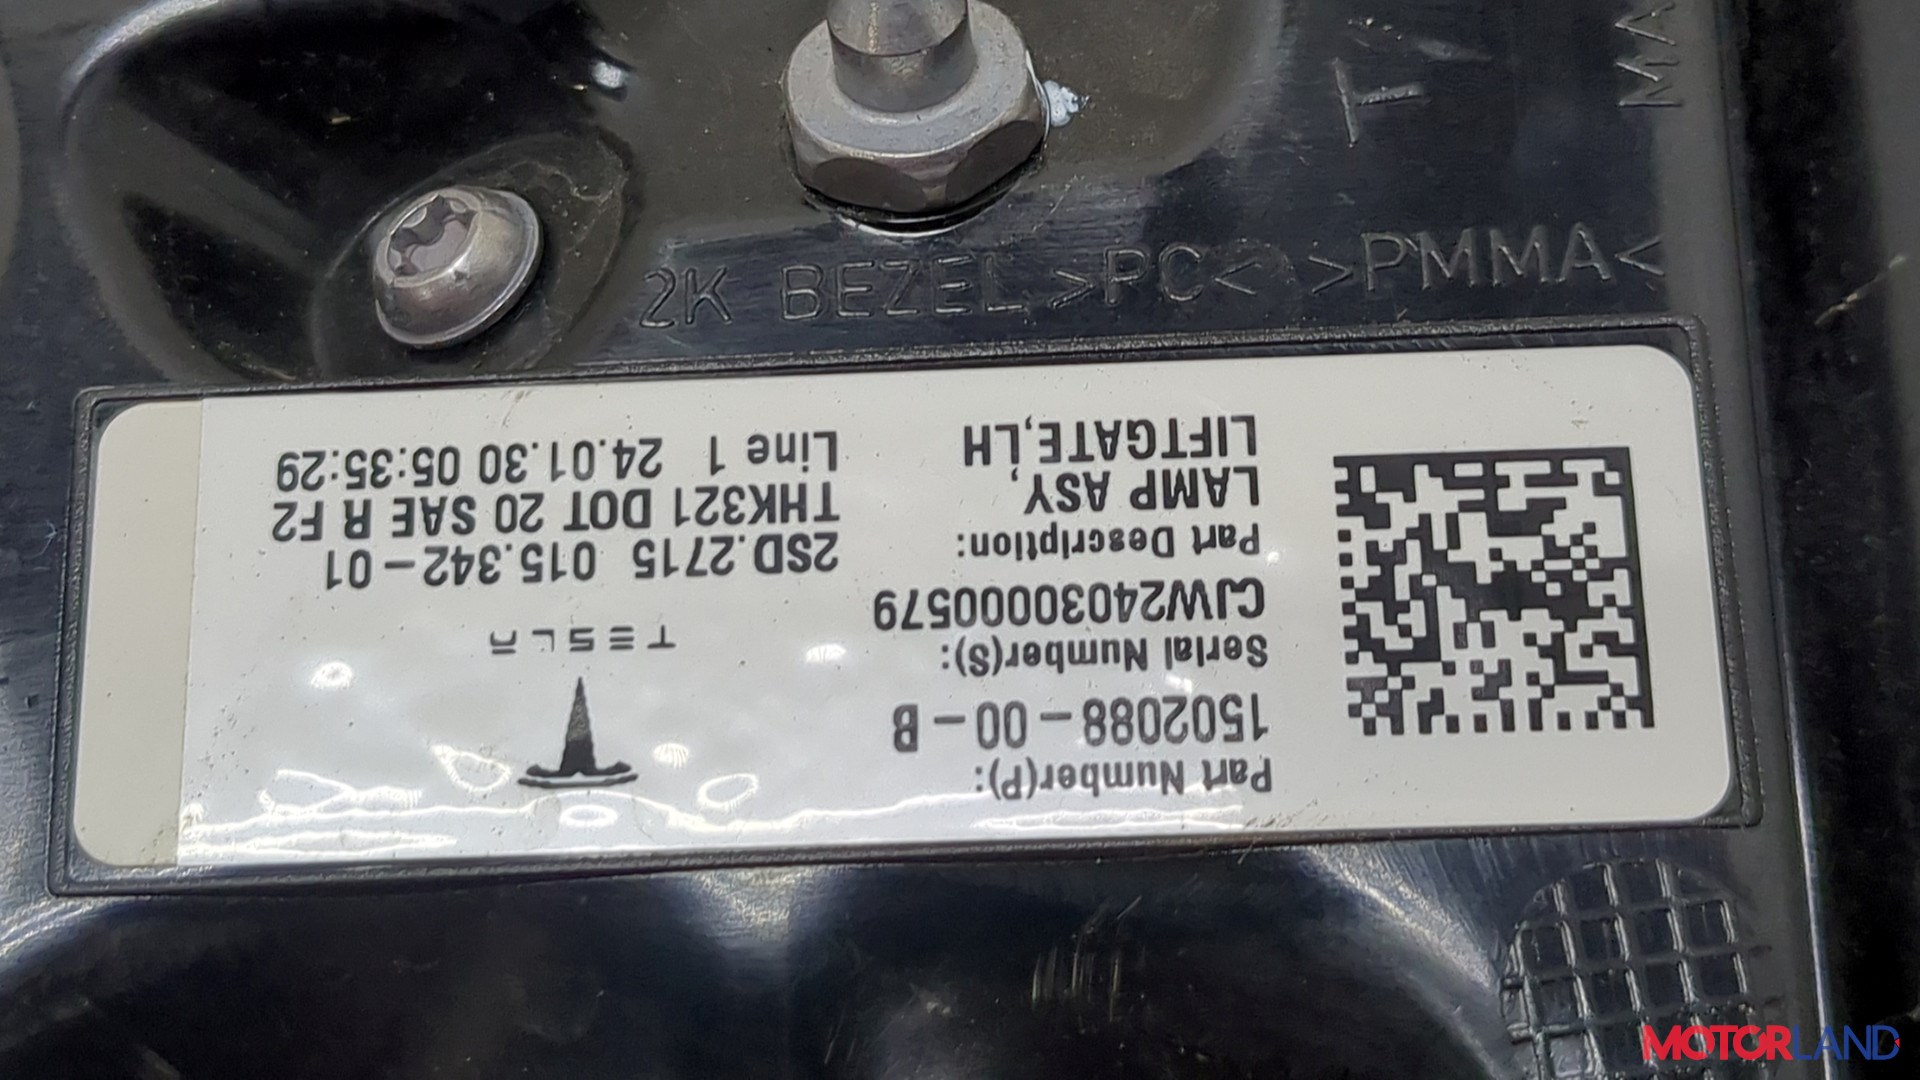 2K BEZEL >PC< >PMMA<
Part Number(P):
1502088-00-B
Serial Number(S):
CJW2403000579
Part Description:
LAMP ASY,
LIFTGATE,LH
TESLA
2SD.2715 015.342-01
THK321 DOT 20 SAE R F2
Line 1 24.01.30 05:35:29
MOTORLAND